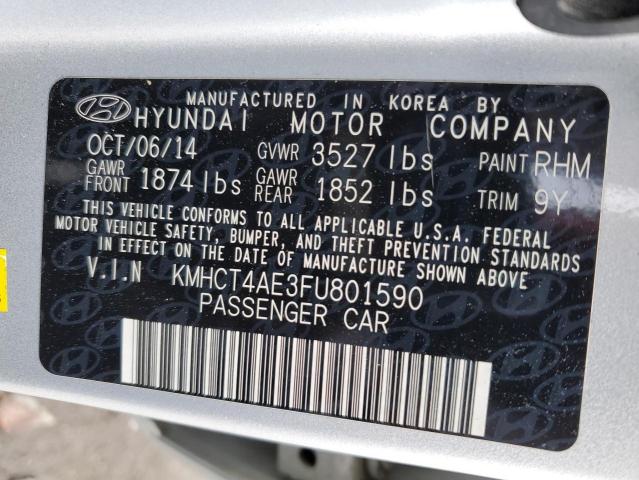 MANUFACTURED IN KOREA BY
HYUNDAI MOTOR COMPANY
OCT/06/14 GVWR 3527 lbs PAINT RHM
GAWR FRONT 1874 lbs GAWR REAR 1852 lbs TRIM 9Y
THIS VEHICLE CONFORMS TO ALL APPLICABLE U.S.A. FEDERAL
MOTOR VEHICLE SAFETY, BUMPER, AND THEFT PREVENTION STANDARDS
IN EFFECT ON THE DATE OF MANUFACTURE SHOWN ABOVE
V.I.N KMHCT4AE3FU801590
PASSENGER CAR